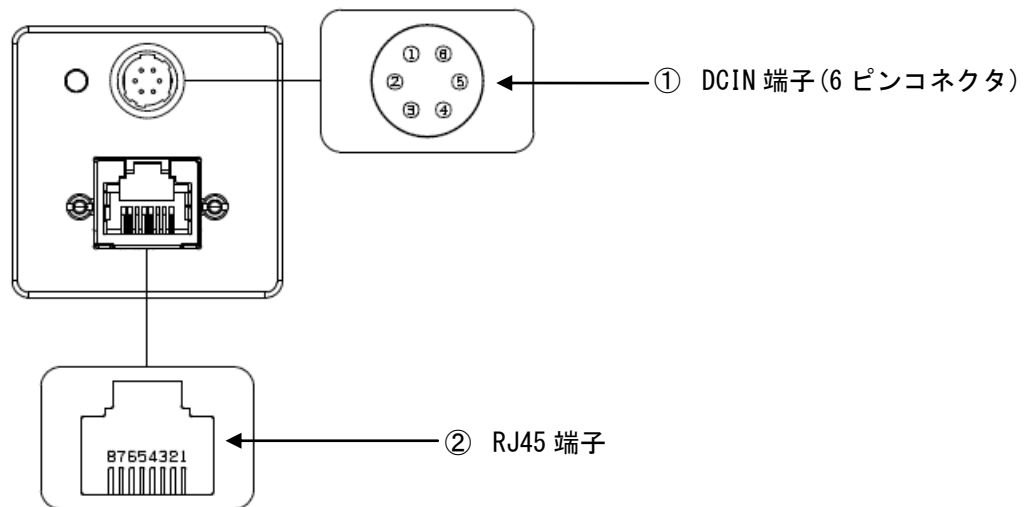 ① ⑥
② ⑤
③ ④
① DCIN 端子(6 ピンコネクタ)
87654321
② RJ45 端子